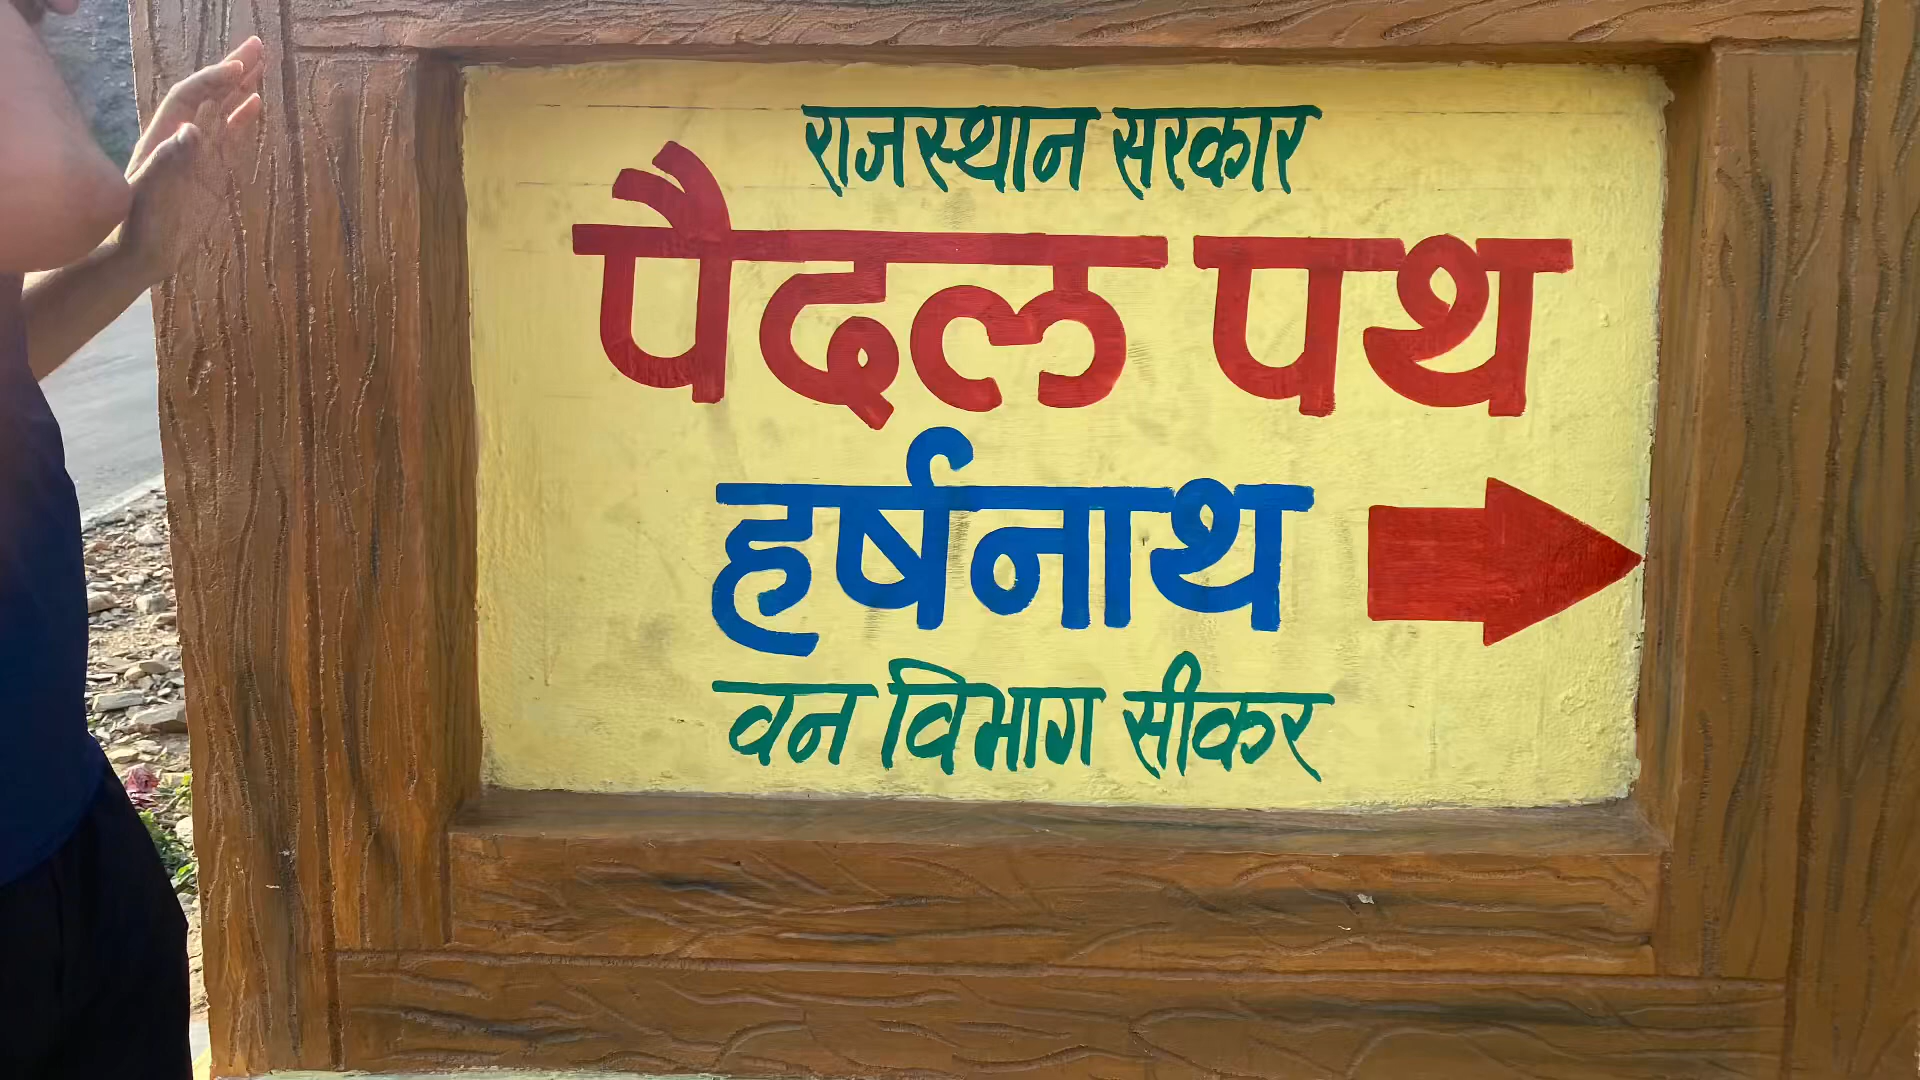 राजस्थान सरकार
पैदल पथ
हर्षनाथ
वन विभाग सीकर